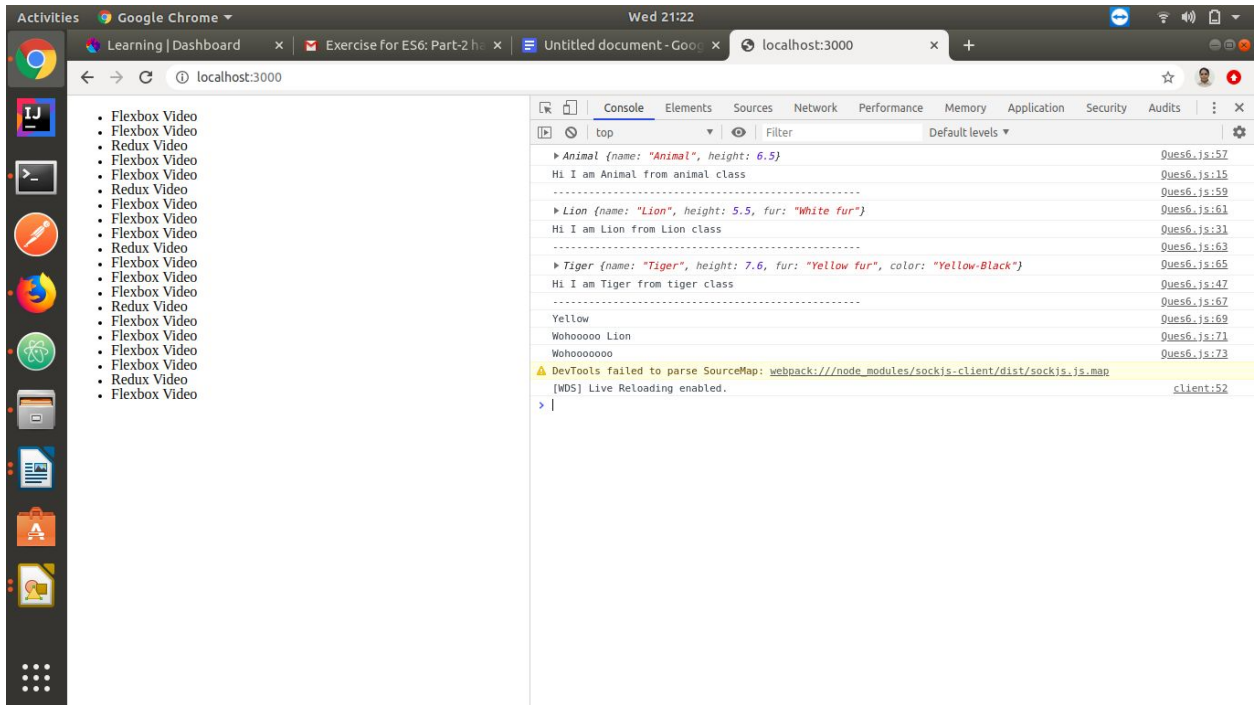 Activities Google Chrome ▾ Wed 21:22
Learning | Dashboard × Exercise for ES6: Part-2 ha × Untitled document - Goog × localhost:3000 × +
localhost:3000
• Flexbox Video
• Flexbox Video
• Redux Video
• Flexbox Video
• Flexbox Video
• Redux Video
• Flexbox Video
• Flexbox Video
• Flexbox Video
• Redux Video
• Flexbox Video
• Flexbox Video
• Flexbox Video
• Redux Video
• Flexbox Video
• Flexbox Video
• Flexbox Video
• Redux Video
• Flexbox Video
Console Elements Sources Network Performance Memory Application Security Audits
top ▾ Filter Default levels ▾
▸ Animal {name: "Animal", height: 6.5} Ques6.js:57
Hi I am Animal from animal class Ques6.js:15
--------------------------------------------------- Ques6.js:59
▸ Lion {name: "Lion", height: 5.5, fur: "White fur"} Ques6.js:61
Hi I am Lion from Lion class Ques6.js:31
--------------------------------------------------- Ques6.js:63
▸ Tiger {name: "Tiger", height: 7.6, fur: "Yellow fur", color: "Yellow-Black"} Ques6.js:65
Hi I am Tiger from tiger class Ques6.js:47
--------------------------------------------------- Ques6.js:67
Yellow Ques6.js:69
Wohooooo Lion Ques6.js:71
Wohooooooo Ques6.js:73
DevTools failed to parse SourceMap: webpack:///node_modules/sockjs-client/dist/sockjs.js.map
[WDS] Live Reloading enabled. client:52
>
IJ